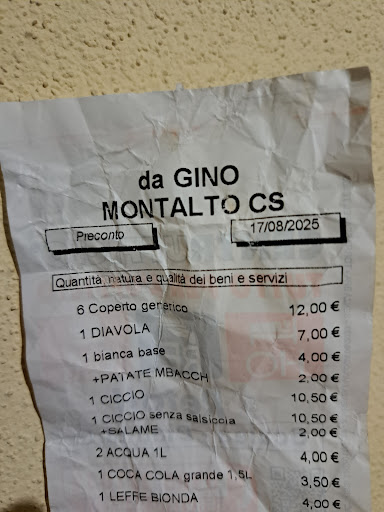 da GINO
MONTALTO CS
Preconto 17/08/2025
Quantità, natura e qualità dei beni e servizi
6 Coperto generico 12,00 €
1 DIAVOLA 7,00 €
1 bianca base 4,00 €
+PATATE MBACCH 2,00 €
1 CICCIO 10,50 €
1 CICCIO senza salsiccia 10,50 €
+SALAME 2,00 €
2 ACQUA 1L 4,00 €
1 COCA COLA grande 1,5L 3,50 €
1 LEFFE BIONDA 4,00 €